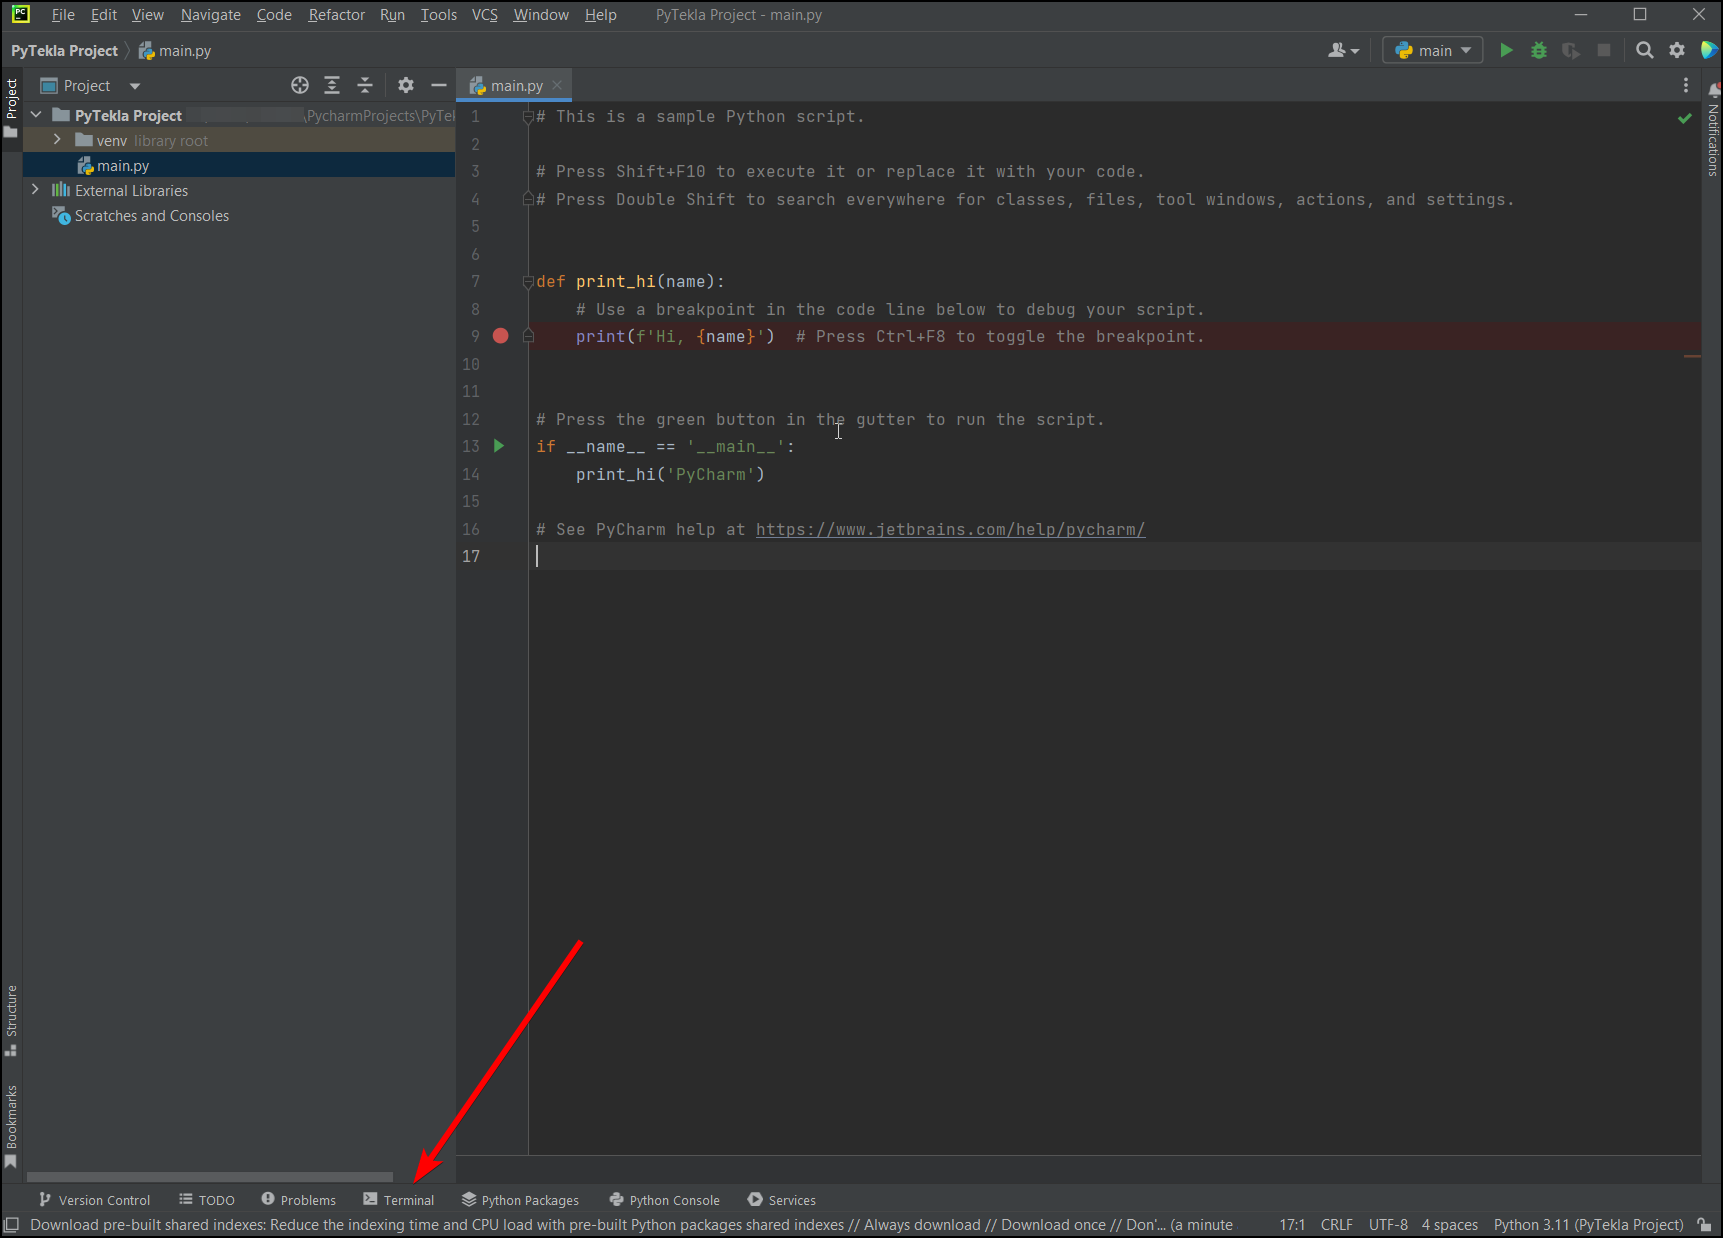 PC File Edit View Navigate Code Refactor Run Tools VCS Window Help PyTekla Project - main.py
PyTekla Project main.py main
Project
Project main.py
PyTekla Project \PycharmProjects\PyTek
venv library root
main.py
External Libraries
Scratches and Consoles
Structure
Bookmarks
1 # This is a sample Python script.
2
3 # Press Shift+F10 to execute it or replace it with your code.
4 # Press Double Shift to search everywhere for classes, files, tool windows, actions, and settings.
5
6
7 def print_hi(name):
8 # Use a breakpoint in the code line below to debug your script.
9 print(f'Hi, {name}') # Press Ctrl+F8 to toggle the breakpoint.
10
11
12 # Press the green button in the gutter to run the script.
13 if __name__ == '__main__':
14 print_hi('PyCharm')
15
16 # See PyCharm help at https://www.jetbrains.com/help/pycharm/
17
Notifications
Version Control TODO Problems Terminal Python Packages Python Console Services
Download pre-built shared indexes: Reduce the indexing time and CPU load with pre-built Python packages shared indexes // Always download // Download once // Don'... (a minute 17:1 CRLF UTF-8 4 spaces Python 3.11 (PyTekla Project)